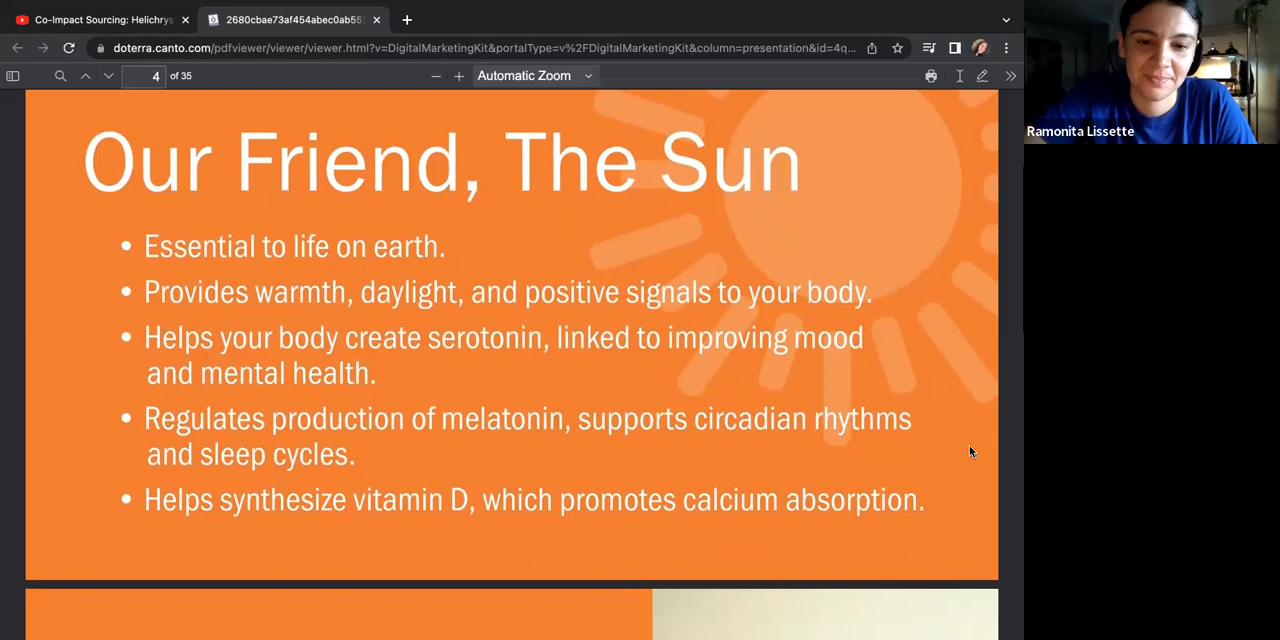 Co-Impact Sourcing: Helichrys
2680cbae73af454abec0ab55
doterra.canto.com/pdfviewer/viewer/viewer.html?v=DigitalMarketingKit&portalType=v%2FDigitalMarketingKit&column=presentation&id=4q...
4 of 35
Automatic Zoom
Our Friend, The Sun
• Essential to life on earth.
• Provides warmth, daylight, and positive signals to your body.
• Helps your body create serotonin, linked to improving mood
and mental health.
• Regulates production of melatonin, supports circadian rhythms
and sleep cycles.
• Helps synthesize vitamin D, which promotes calcium absorption.
Ramonita Lissette